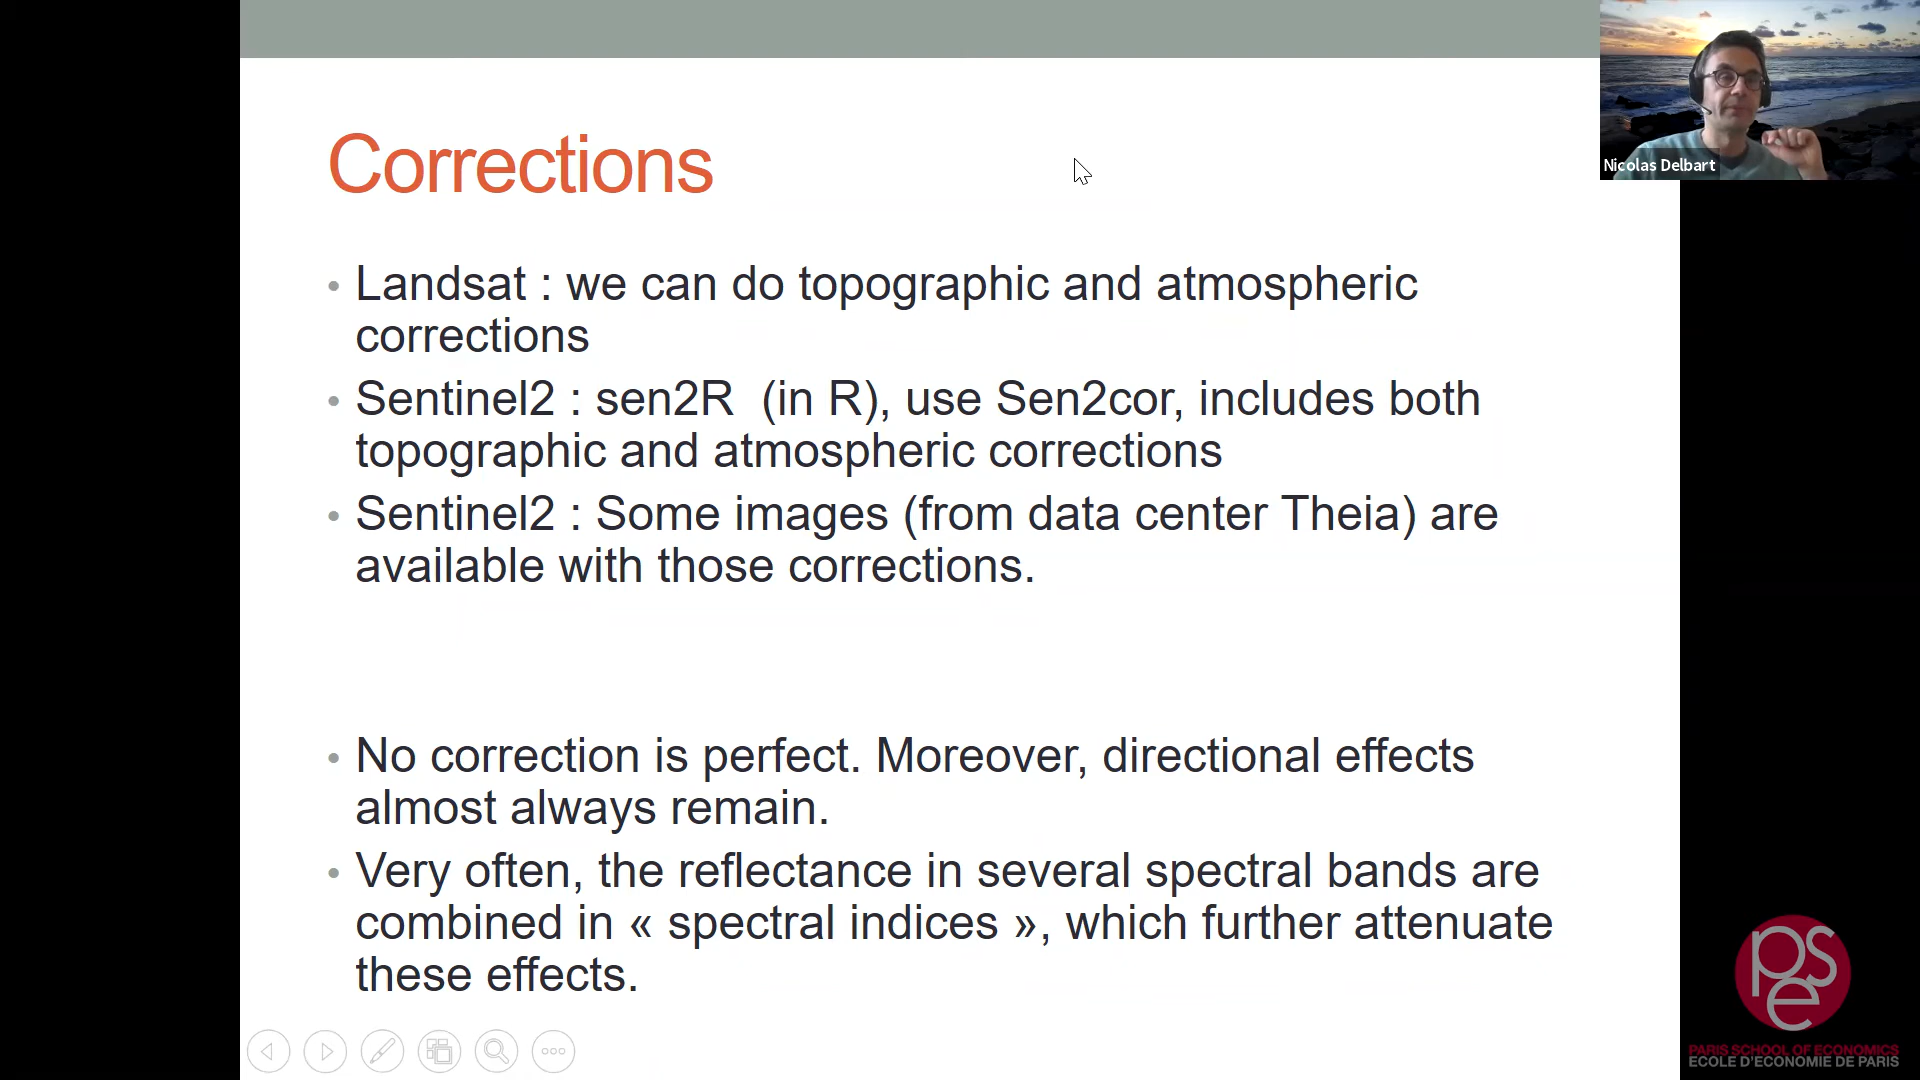 Corrections
• Landsat : we can do topographic and atmospheric
corrections
• Sentinel2 : sen2R (in R), use Sen2cor, includes both
topographic and atmospheric corrections
• Sentinel2 : Some images (from data center Theia) are
available with those corrections.
• No correction is perfect. Moreover, directional effects
almost always remain.
• Very often, the reflectance in several spectral bands are
combined in « spectral indices », which further attenuate
these effects.
Nicolas Delbart
pse
PARIS SCHOOL OF ECONOMICS
ECOLE D'ECONOMIE DE PARIS